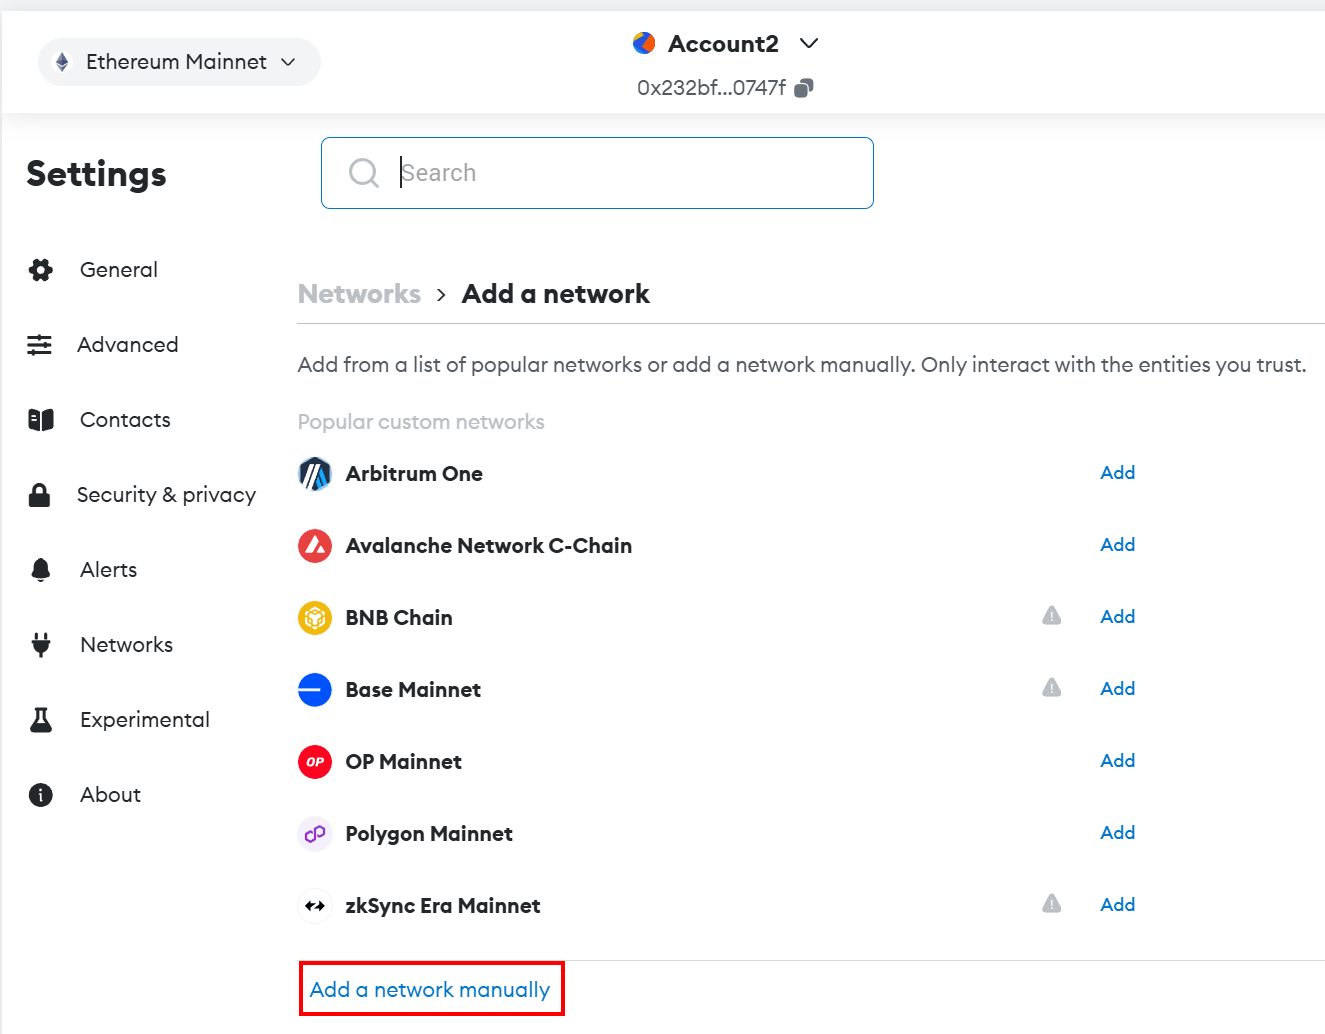 Ethereum Mainnet
Account2
0x232bf...0747f
Settings
Search
General
Advanced
Contacts
Security & privacy
Alerts
Networks
Experimental
About
Networks > Add a network
Add from a list of popular networks or add a network manually. Only interact with the entities you trust.
Popular custom networks
Arbitrum One Add
Avalanche Network C-Chain Add
BNB Chain Add
Base Mainnet Add
OP OP Mainnet Add
Polygon Mainnet Add
zkSync Era Mainnet Add
Add a network manually